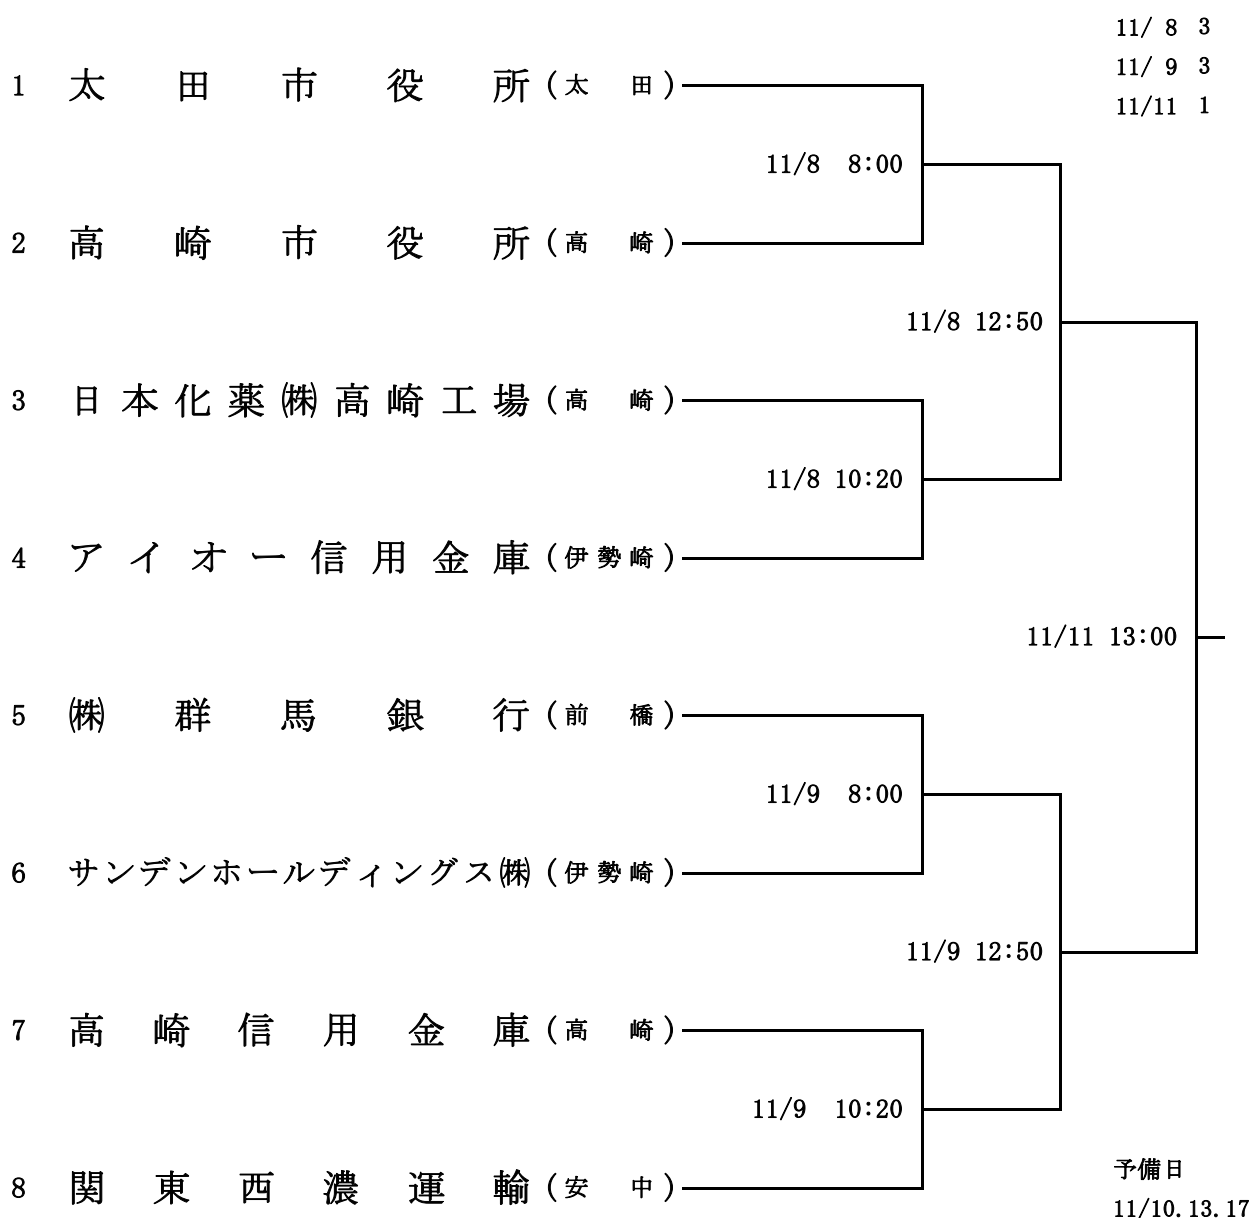 11/ 8 3
11/ 9 3
11/11 1
1 太田市役所(太田)
11/8 8:00
2 高崎市役所(高崎)
11/8 12:50
3 日本化薬㈱高崎工場(高崎)
11/8 10:20
4 アイオー信用金庫(伊勢崎)
11/11 13:00
5 ㈱群馬銀行(前橋)
11/9 8:00
6 サンデンホールディングス㈱(伊勢崎)
11/9 12:50
7 高崎信用金庫(高崎)
11/9 10:20
8 関東西濃運輸(安中)
予備日
11/10.13.17